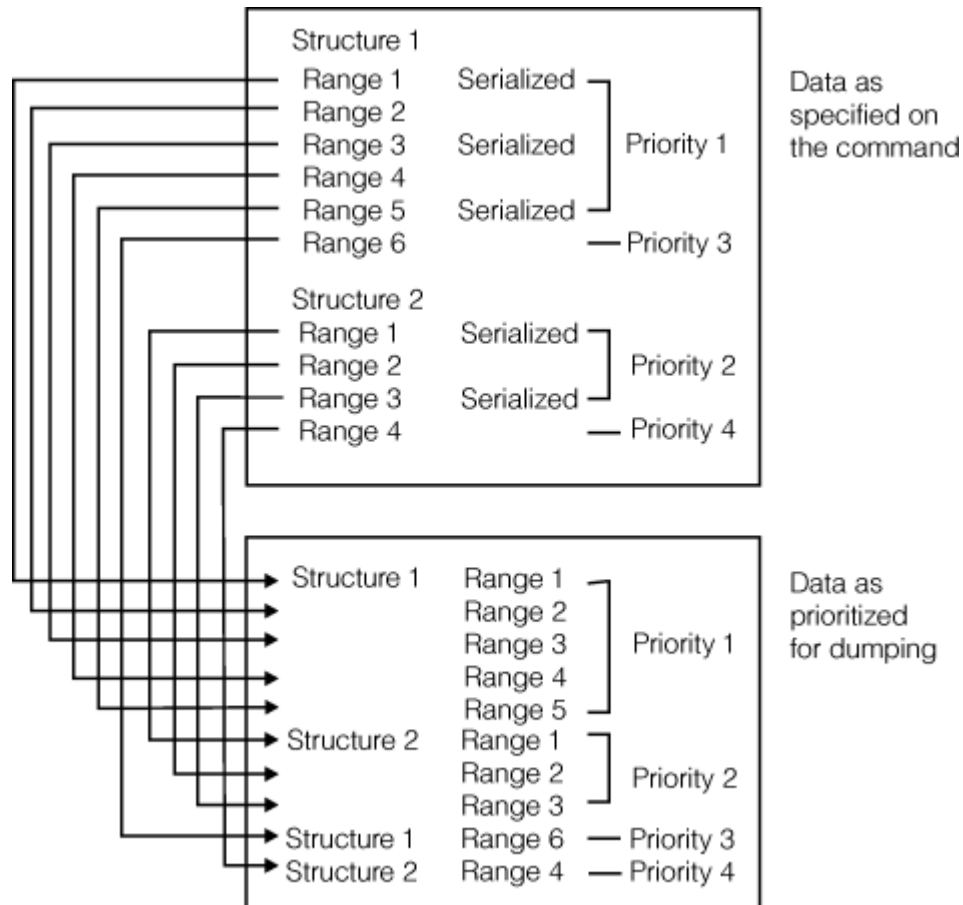 Structure 1
Range 1 Serialized
Range 2
Range 3 Serialized Priority 1
Range 4
Range 5 Serialized
Range 6 Priority 3
Structure 2
Range 1 Serialized
Range 2 Priority 2
Range 3 Serialized
Range 4 Priority 4
Data as
specified on
the command
Structure 1 Range 1
Range 2
Range 3 Priority 1
Range 4
Range 5
Structure 2 Range 1
Range 2 Priority 2
Range 3
Structure 1 Range 6 Priority 3
Structure 2 Range 4 Priority 4
Data as
prioritized
for dumping